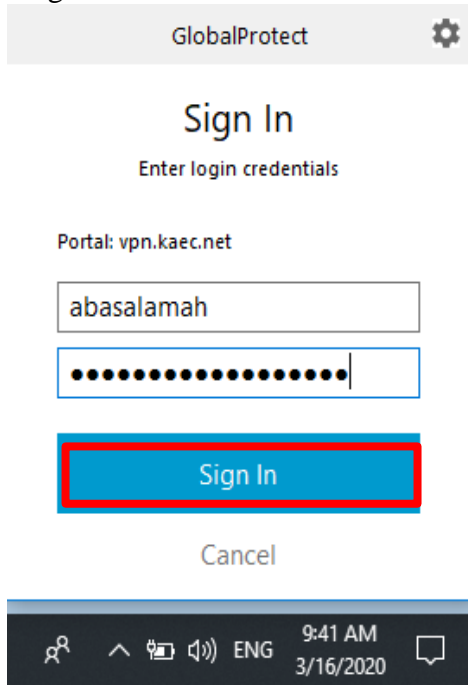 GlobalProtect
Sign In
Enter login credentials
Portal: vpn.kaec.net
abasalamah
●●●●●●●●●●●●●●●●●●
Sign In
Cancel
ENG
9:41 AM
3/16/2020